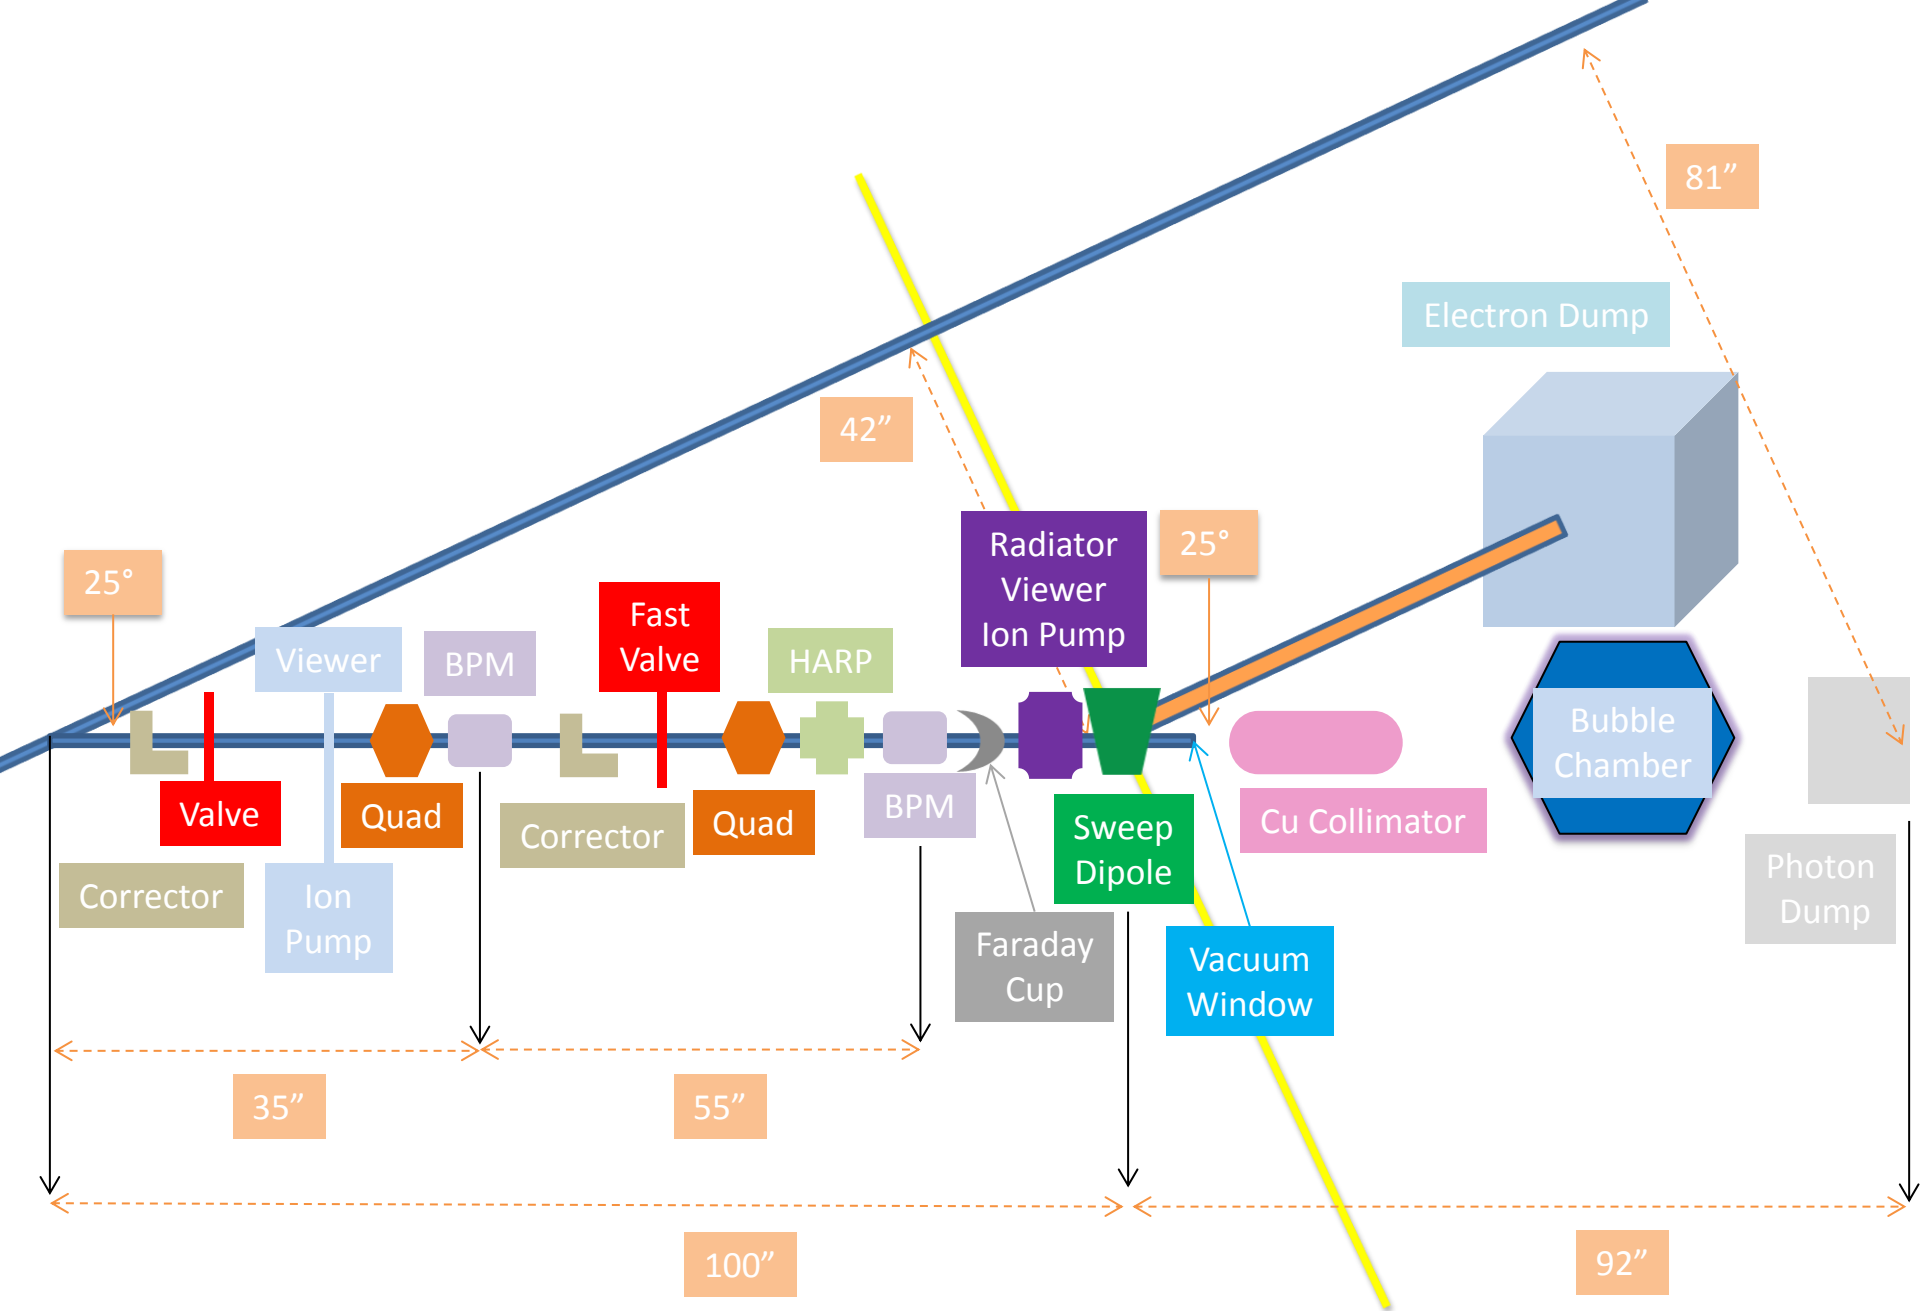 81”
Electron Dump
42”
Radiator
Viewer
Ion Pump
25°
25°
Fast
Valve
Viewer
BPM
HARP
Bubble
Chamber
Valve
Quad
Corrector
Quad
BPM
Sweep
Dipole
Cu Collimator
Photon
Dump
Corrector
Ion
Pump
Faraday
Cup
Vacuum
Window
35”
55”
100”
92”